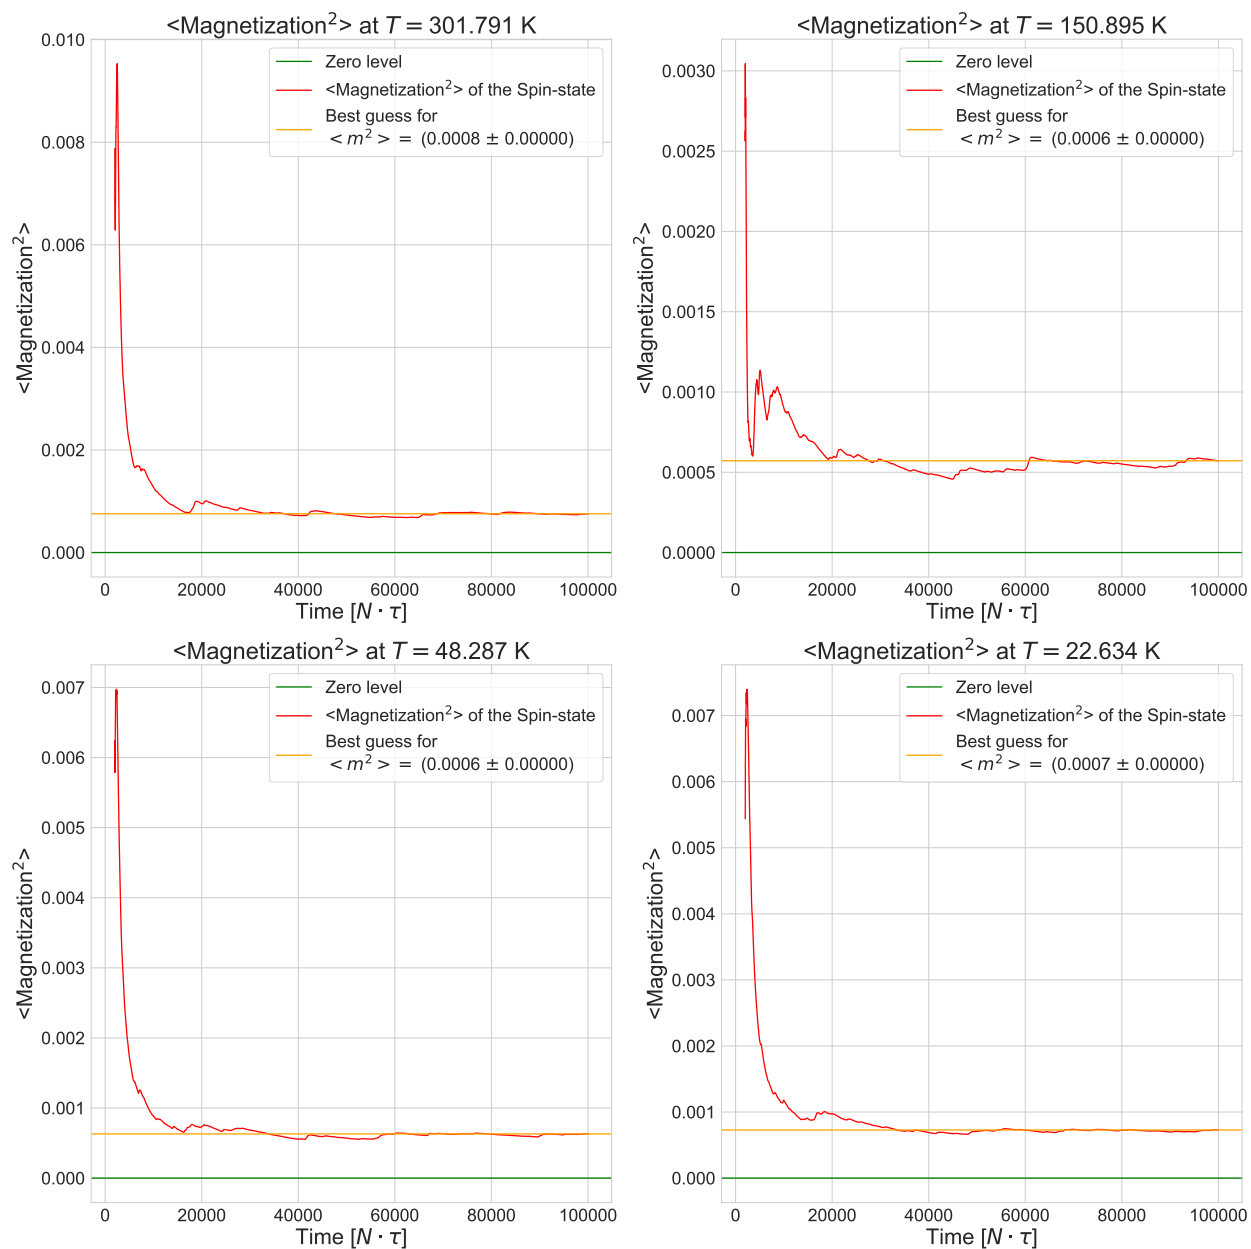 <Magnetization²> at T = 301.791 K
0.010
0.008
0.006
0.004
0.002
0.000
<Magnetization²>
Zero level
<Magnetization²> of the Spin-state
Best guess for
< m² > = (0.0008 ± 0.00000)
0 20000 40000 60000 80000 100000
Time [N · τ]
<Magnetization²> at T = 150.895 K
0.0030
0.0025
0.0020
0.0015
0.0010
0.0005
0.0000
<Magnetization²>
Zero level
<Magnetization²> of the Spin-state
Best guess for
< m² > = (0.0006 ± 0.00000)
0 20000 40000 60000 80000 100000
Time [N · τ]
<Magnetization²> at T = 48.287 K
0.007
0.006
0.005
0.004
0.003
0.002
0.001
0.000
<Magnetization²>
Zero level
<Magnetization²> of the Spin-state
Best guess for
< m² > = (0.0006 ± 0.00000)
0 20000 40000 60000 80000 100000
Time [N · τ]
<Magnetization²> at T = 22.634 K
0.007
0.006
0.005
0.004
0.003
0.002
0.001
0.000
<Magnetization²>
Zero level
<Magnetization²> of the Spin-state
Best guess for
< m² > = (0.0007 ± 0.00000)
0 20000 40000 60000 80000 100000
Time [N · τ]